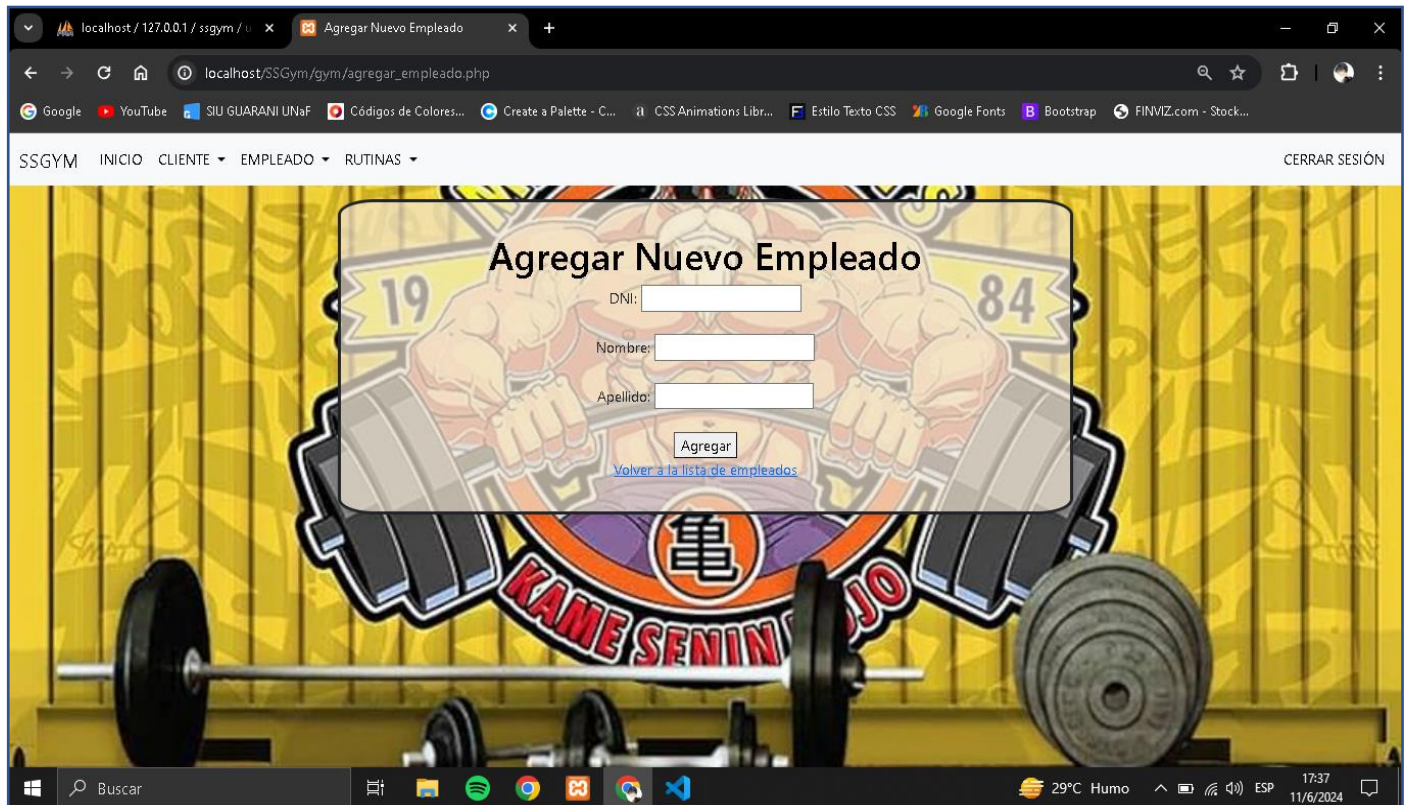 localhost / 127.0.0.1 / ssgym / u
Agregar Nuevo Empleado
localhost/SSGym/gym/agregar_empleado.php
Google
YouTube
SIU GUARANI UNaF
Códigos de Colores...
Create a Palette - C...
CSS Animations Libr...
Estilo Texto CSS
Google Fonts
Bootstrap
FINVIZ.com - Stock...
SSGYM
INICIO
CLIENTE
EMPLEADO
RUTINAS
CERRAR SESIÓN
Agregar Nuevo Empleado
19
84
DNI:
Nombre:
Apellido:
Agregar
Volver a la lista de empleados
亀
KAME SENIN
Buscar
29°C Humo
ESP
17:37
11/6/2024